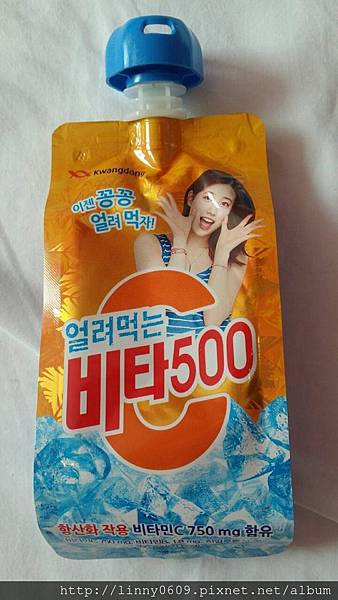 Kwangdong
이젠 꽁꽁
얼려 먹자!
얼려먹는
비타500
항산화 작용 비타민C 750 mg 함유
http://linny0609.pixnet.net/album